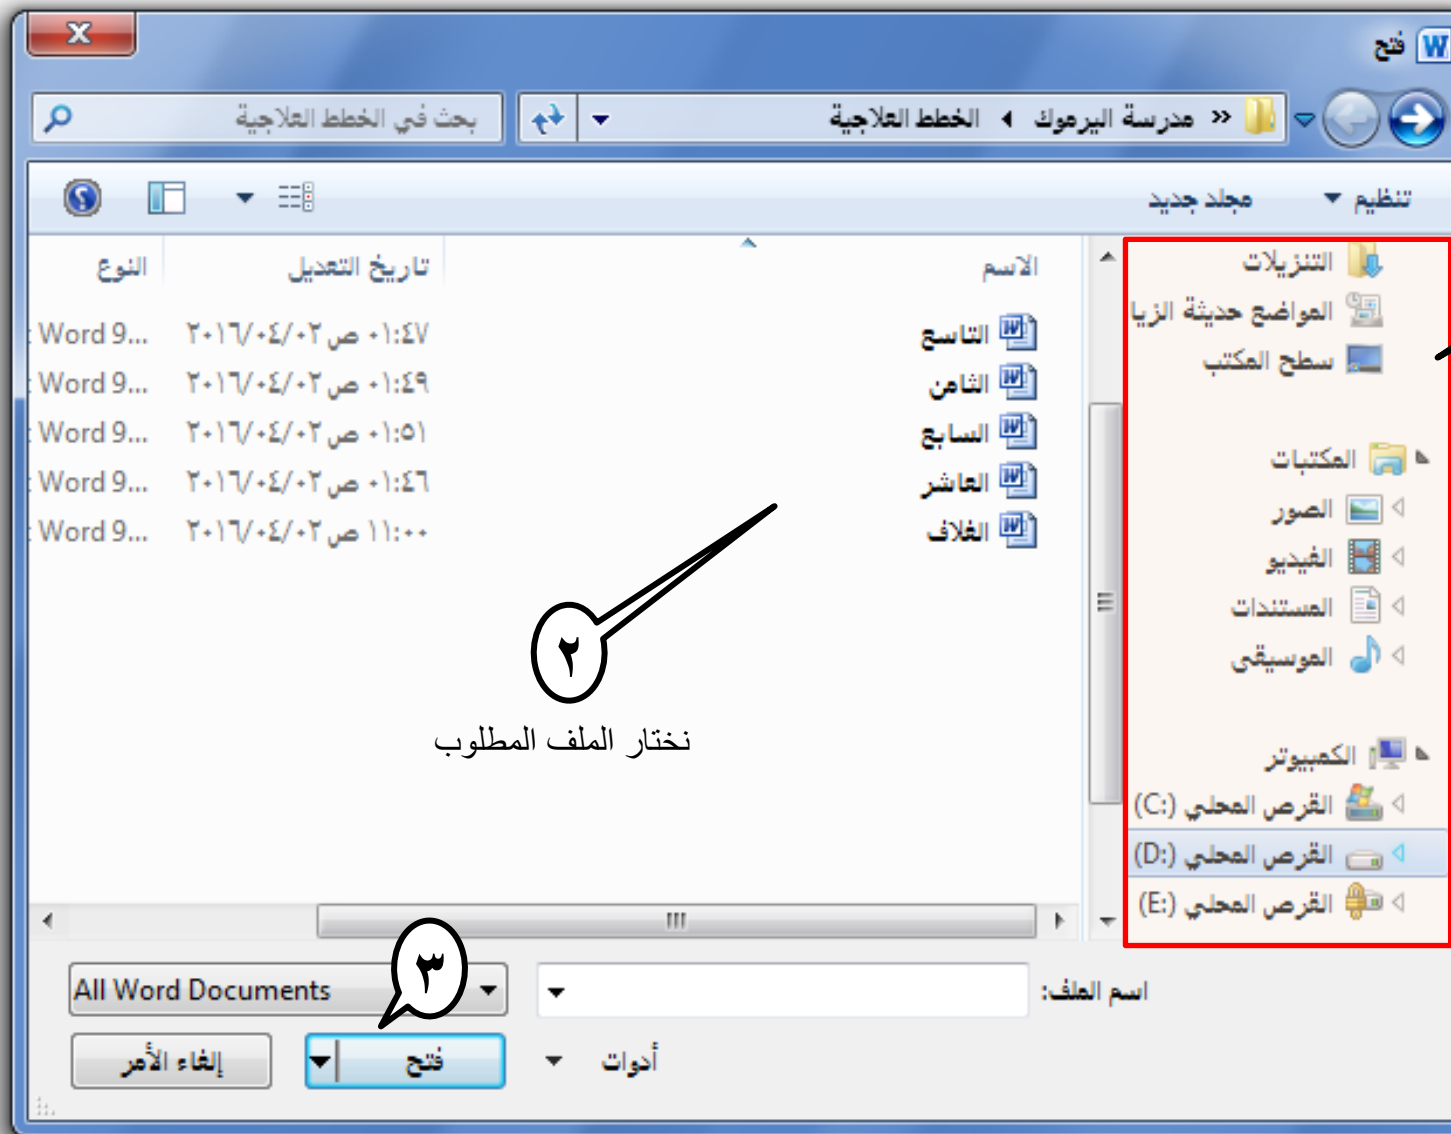 فتح
مدرسة اليرموك الخطط العلاجية
بحث في الخطط العلاجية
تنظيم مجلد جديد
التنزيلات
المواضع حديثة الزيا
سطح المكتب
المكتبات
الصور
الفيديو
المستندات
الموسيقى
الكمبيوتر
القرص المحلي (C:)
القرص المحلي (D:)
القرص المحلي (E:)
الاسم تاريخ التعديل النوع
التاسع ٢٠١٦/٠٤/٠٢ ٠١:٤٧ ص Word 9...
الثامن ٢٠١٦/٠٤/٠٢ ٠١:٤٩ ص Word 9...
السابع ٢٠١٦/٠٤/٠٢ ٠١:٥١ ص Word 9...
العاشر ٢٠١٦/٠٤/٠٢ ٠١:٤٦ ص Word 9...
الغلاف ٢٠١٦/٠٤/٠٢ ١١:٠٠ ص Word 9...
٢
نختار الملف المطلوب
٣
اسم الملف:
All Word Documents
أدوات فتح إلغاء الأمر